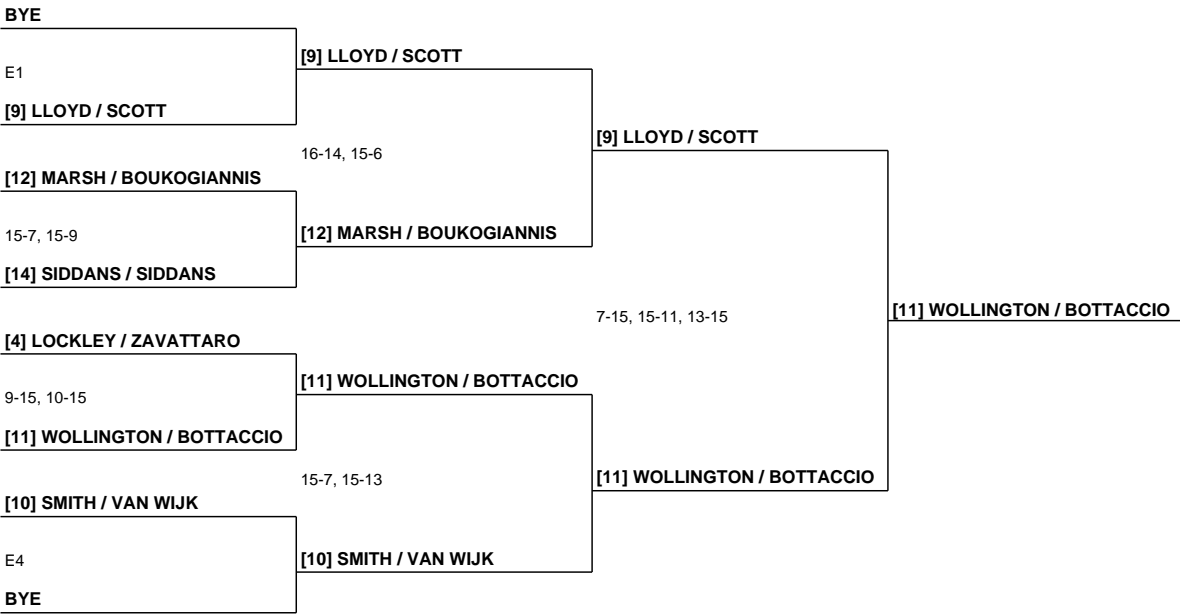 BYE
E1
[9] LLOYD / SCOTT
[12] MARSH / BOUKOGIANNIS
15-7, 15-9
[14] SIDDANS / SIDDANS
[4] LOCKLEY / ZAVATTARO
9-15, 10-15
[11] WOLLINGTON / BOTTACCIO
[10] SMITH / VAN WIJK
E4
BYE
[9] LLOYD / SCOTT
16-14, 15-6
[12] MARSH / BOUKOGIANNIS
[11] WOLLINGTON / BOTTACCIO
15-7, 15-13
[10] SMITH / VAN WIJK
[9] LLOYD / SCOTT
7-15, 15-11, 13-15
[11] WOLLINGTON / BOTTACCIO
[11] WOLLINGTON / BOTTACCIO